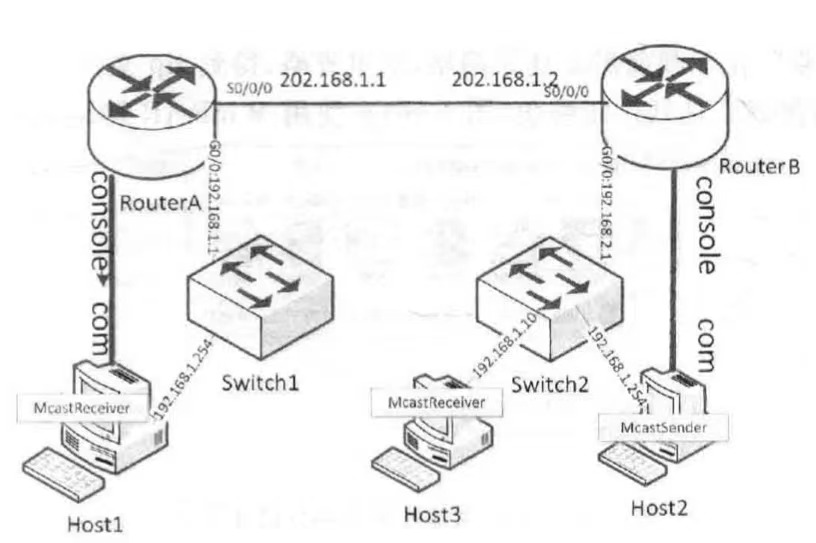 202.168.1.1
202.168.1.2
S0/0/0
S0/0/0
RouterA
RouterB
G0/0:192.168.1.1
G0/0:192.168.2.1
console
console
com
com
Switch1
Switch2
192.168.1.254
192.168.1.10
192.168.1.254
McastReceiver
McastReceiver
McastSender
Host1
Host3
Host2